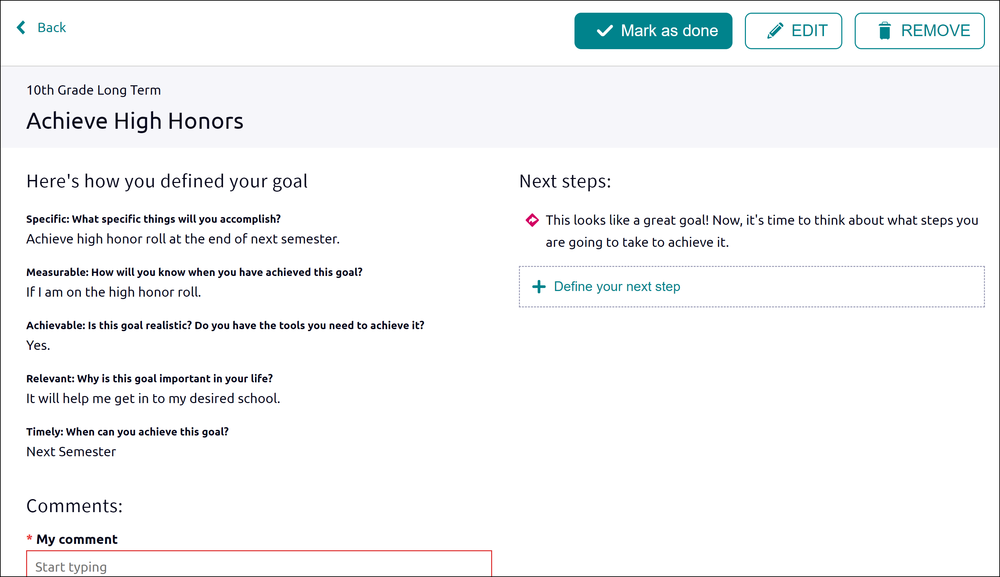 Back
Mark as done
EDIT
REMOVE
10th Grade Long Term
Achieve High Honors
Here's how you defined your goal
Specific: What specific things will you accomplish?
Achieve high honor roll at the end of next semester.
Measurable: How will you know when you have achieved this goal?
If I am on the high honor roll.
Achievable: Is this goal realistic? Do you have the tools you need to achieve it?
Yes.
Relevant: Why is this goal important in your life?
It will help me get in to my desired school.
Timely: When can you achieve this goal?
Next Semester
Comments:
* My comment
Start typing
Next steps:
This looks like a great goal! Now, it's time to think about what steps you
are going to take to achieve it.
Define your next step